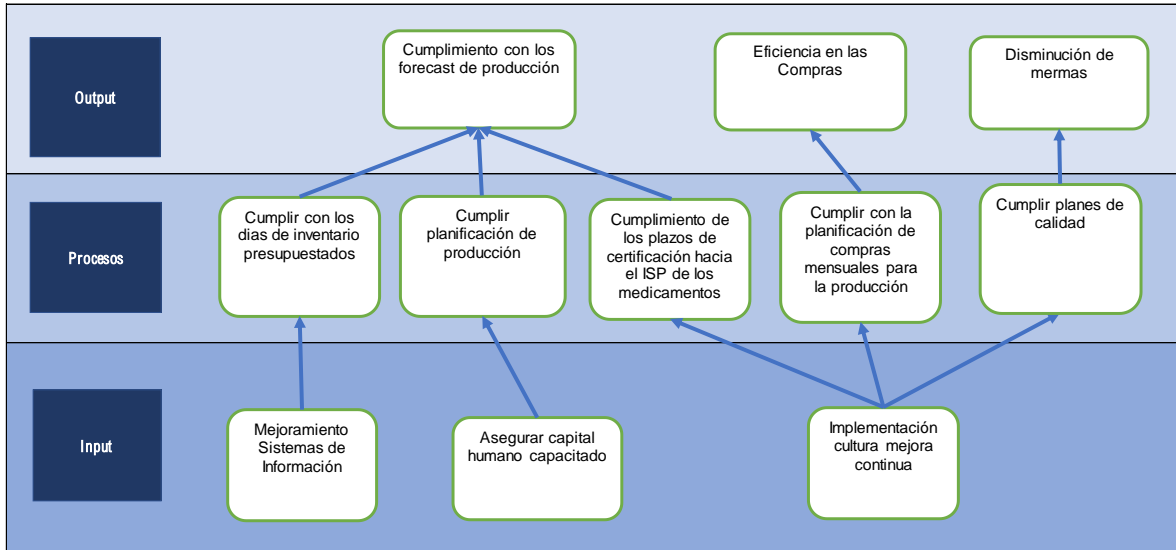 Output
Cumplimiento con los
forecast de producción
Eficiencia en las
Compras
Disminución de
mermas
Procesos
Cumplir con los
dias de inventario
presupuestados
Cumplir
planificación de
producción
Cumplimiento de
los plazos de
certificación hacia
el ISP de los
medicamentos
Cumplir con la
planificación de
compras
mensuales para
la producción
Cumplir planes de
calidad
Input
Mejoramiento
Sistemas de
Información
Asegurar capital
humano capacitado
Implementación
cultura mejora
continua